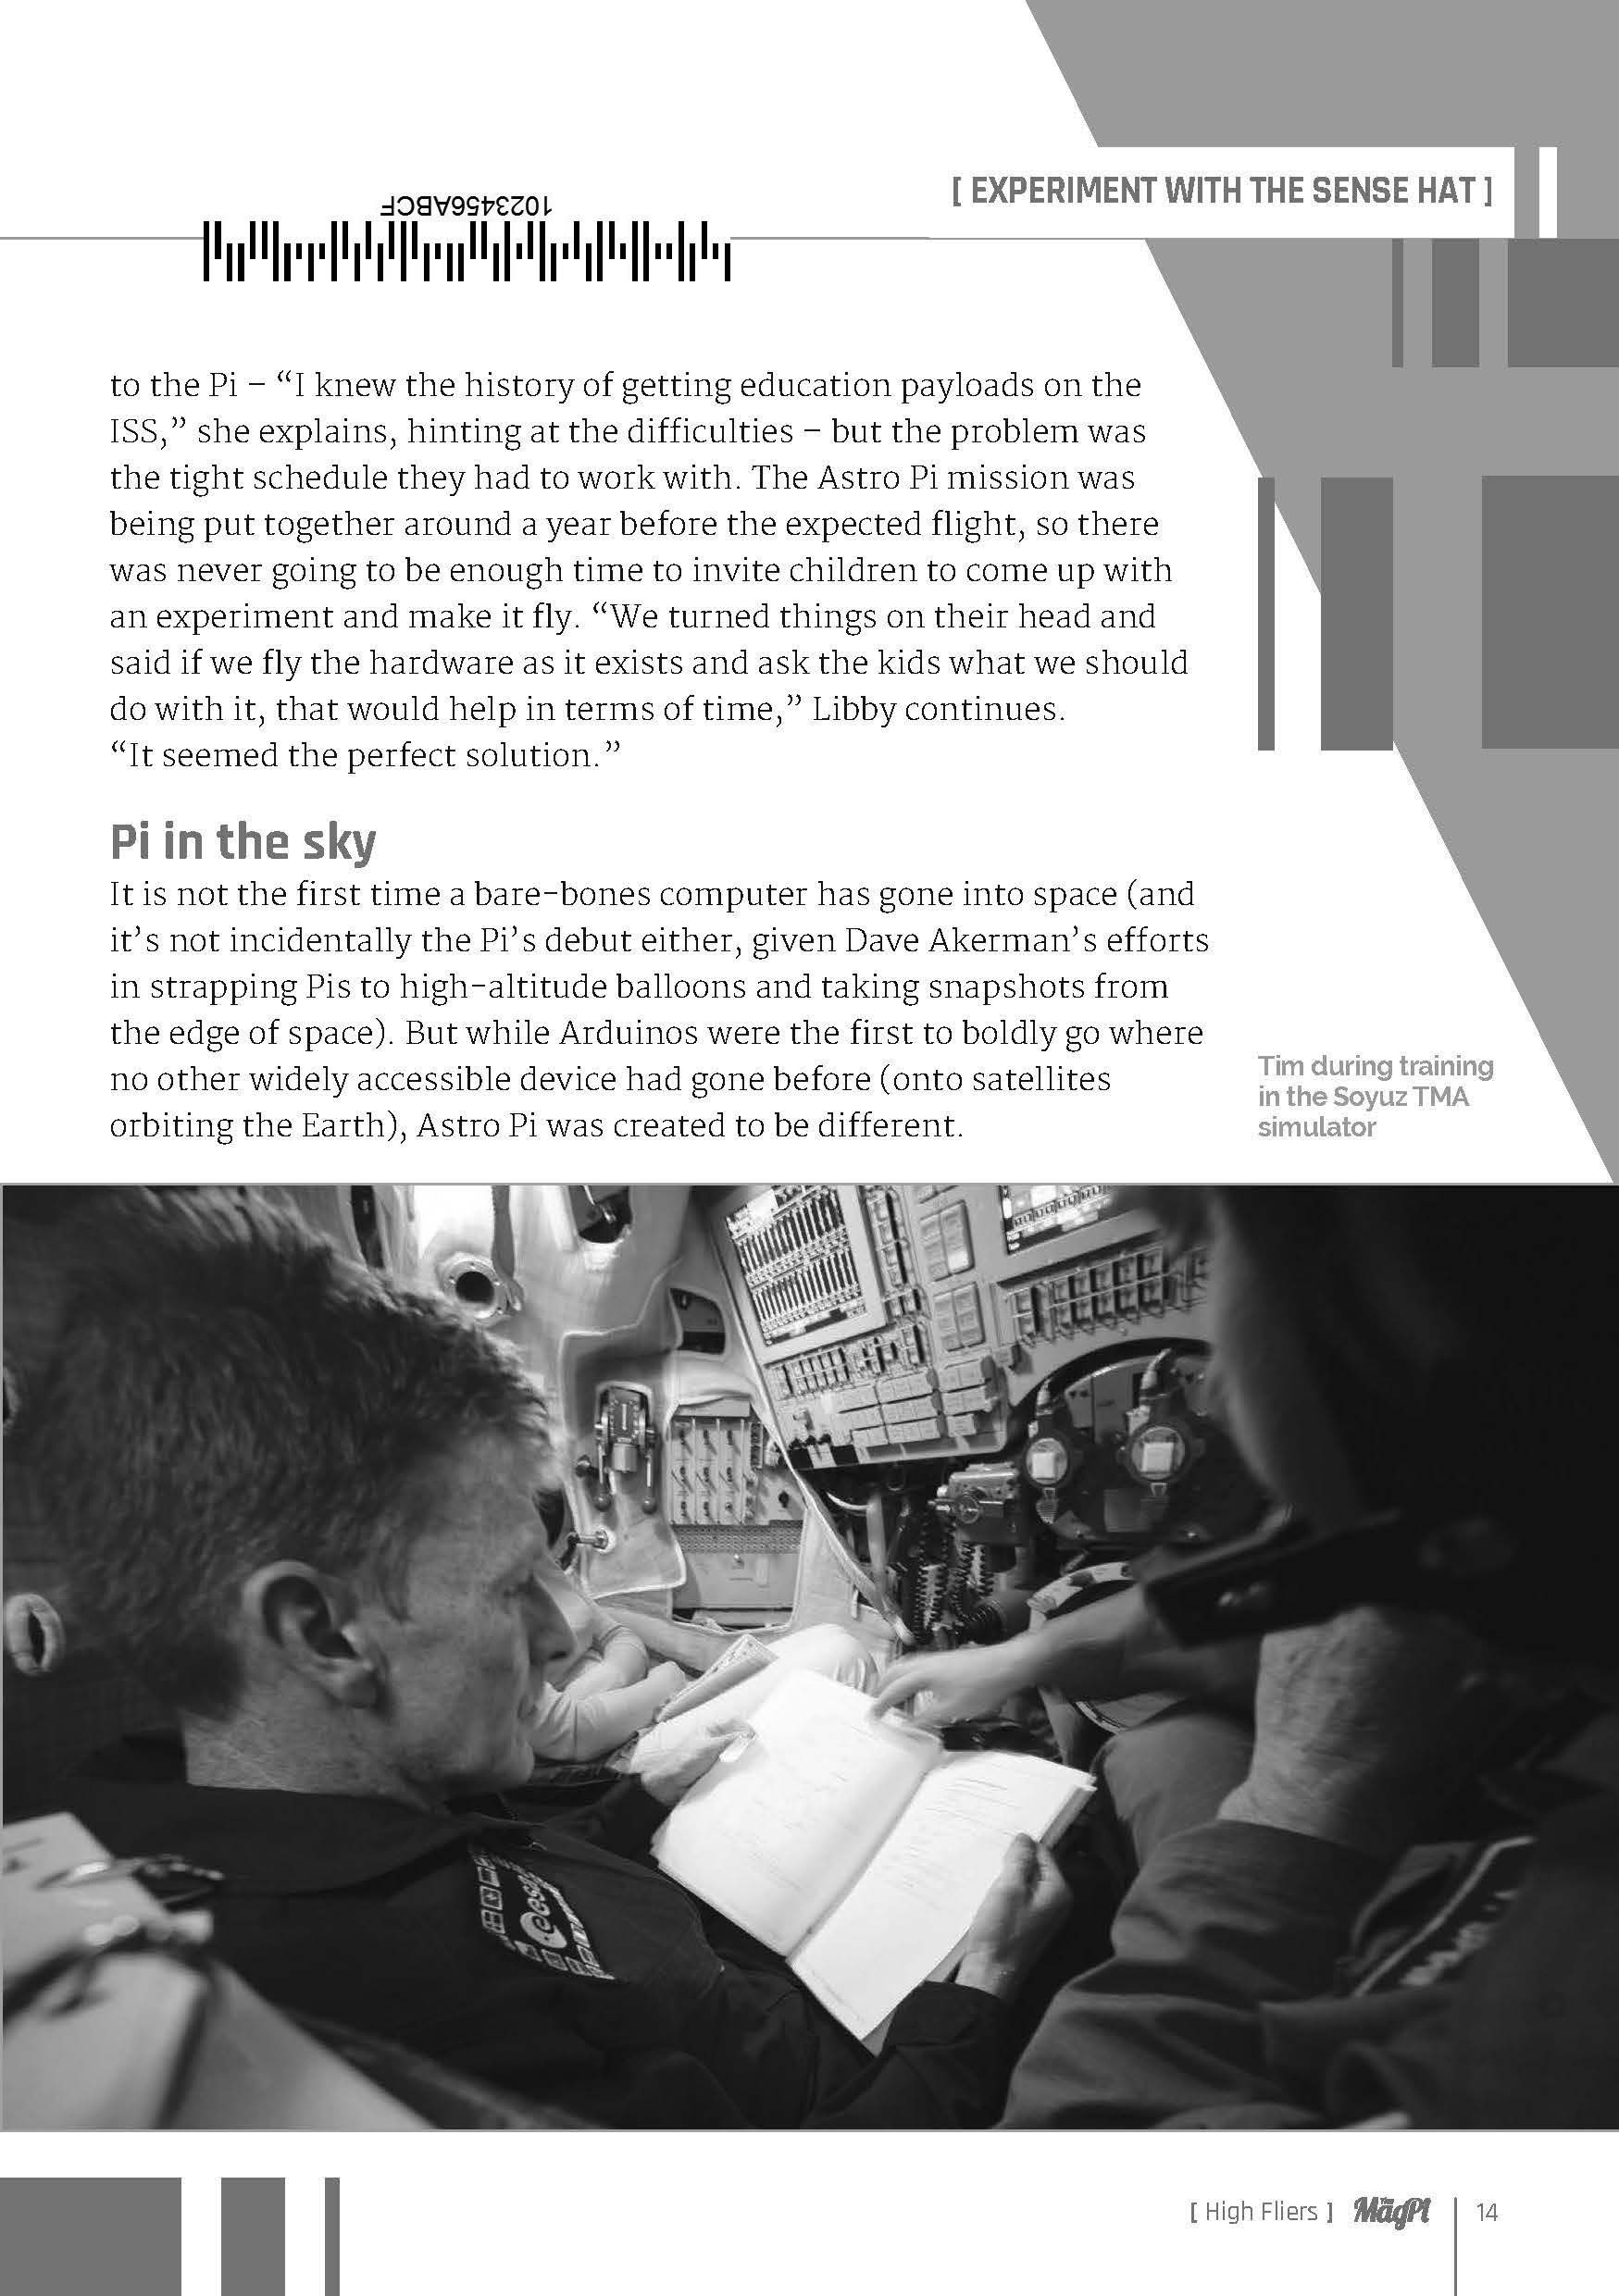 [ EXPERIMENT WITH THE SENSE HAT ]
1023456ABCF
to the Pi – “I knew the history of getting education payloads on the
ISS,” she explains, hinting at the difficulties – but the problem was
the tight schedule they had to work with. The Astro Pi mission was
being put together around a year before the expected flight, so there
was never going to be enough time to invite children to come up with
an experiment and make it fly. “We turned things on their head and
said if we fly the hardware as it exists and ask the kids what we should
do with it, that would help in terms of time,” Libby continues.
“It seemed the perfect solution.”
Pi in the sky
It is not the first time a bare-bones computer has gone into space (and
it’s not incidentally the Pi’s debut either, given Dave Akerman’s efforts
in strapping Pis to high-altitude balloons and taking snapshots from
the edge of space). But while Arduinos were the first to boldly go where
no other widely accessible device had gone before (onto satellites
orbiting the Earth), Astro Pi was created to be different.
Tim during training
in the Soyuz TMA
simulator
esa
[ High Fliers ] The MagPi 14